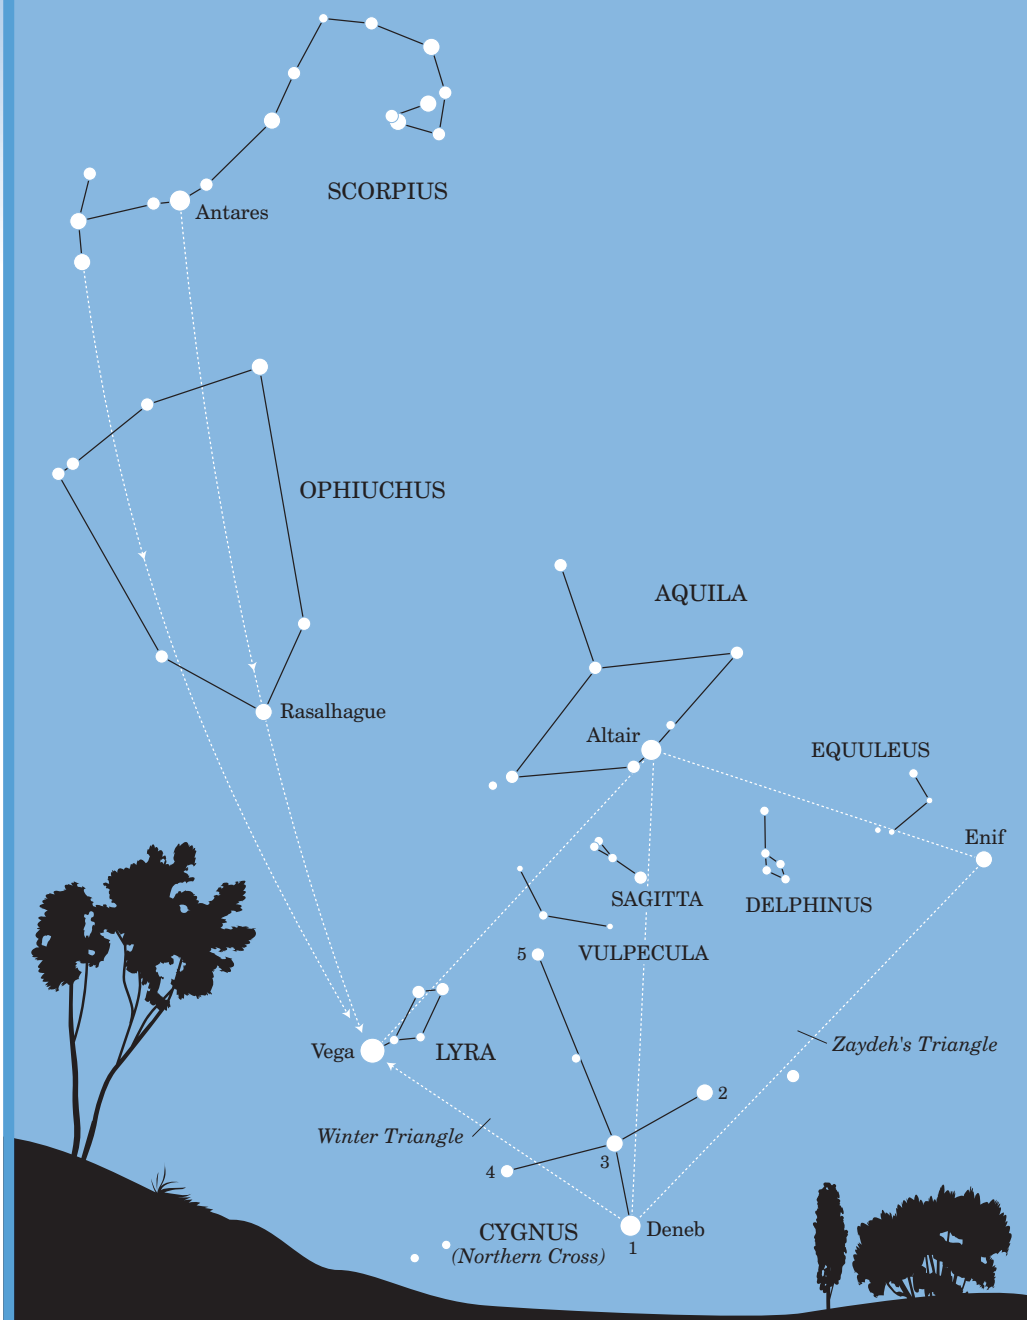 SCORPIUS
Antares
OPHIUCHUS
AQUILA
Rasalhague
Altair
EQUULEUS
Enif
SAGITTA
DELPHINUS
5
VULPECULA
Vega
LYRA
Zaydeh's Triangle
2
Winter Triangle
3
4
CYGNUS
(Northern Cross)
Deneb
1